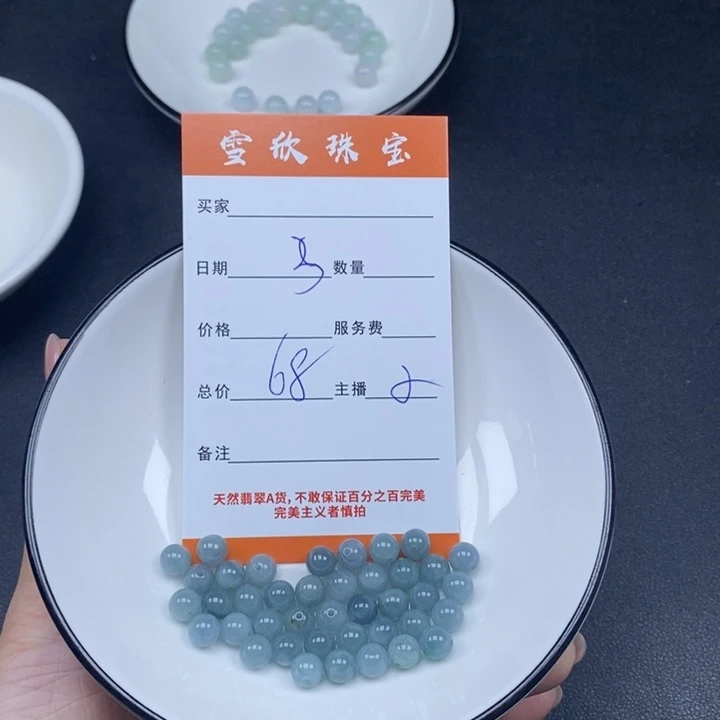 雪欣珠宝
买家
日期 数量
价格 服务费
总价 68 主播 2
备注
天然翡翠A货，不敢保证百分之百完美
完美主义者慎拍